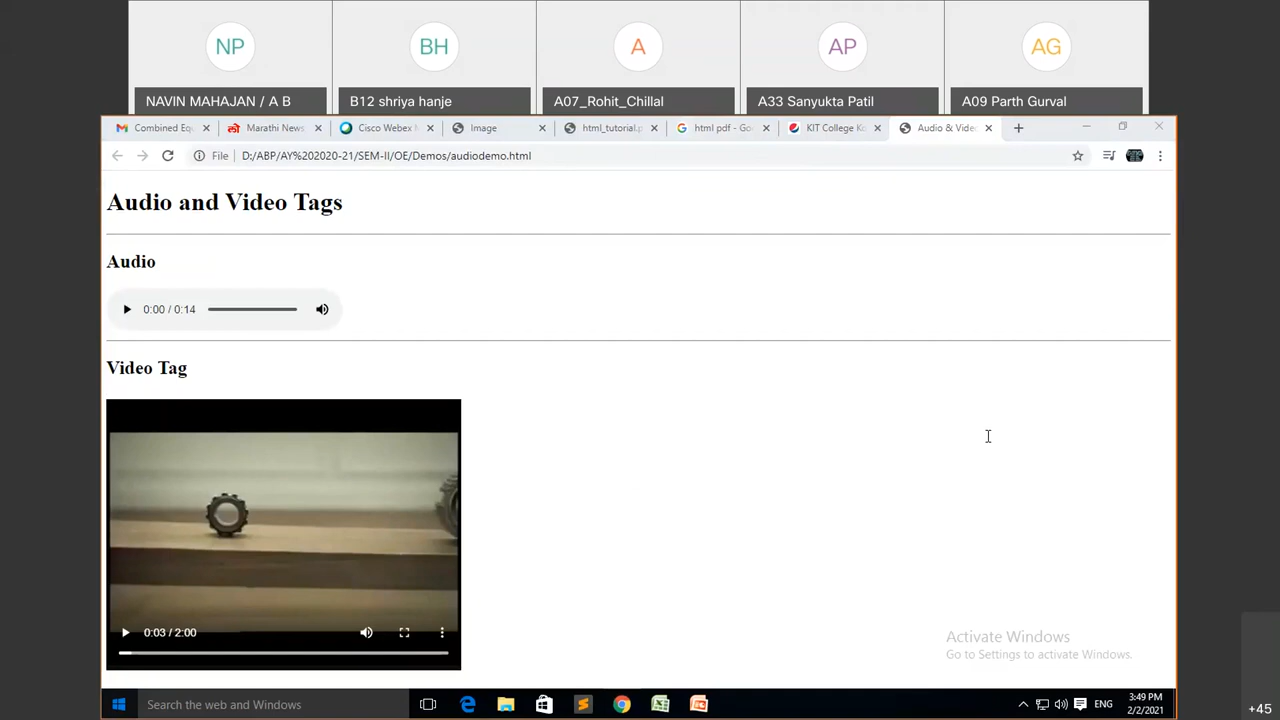 NP
BH
A
AP
AG
NAVIN MAHAJAN / A B
B12 shriya hanje
A07_Rohit_Chillal
A33 Sanyukta Patil
A09 Parth Gurval
Combined Eq
Marathi News
Cisco Webex M
Image
html_tutorial.p
html pdf - Goo
KIT College Ko
Audio & Vide
File
D:/ABP/AY%202020-21/SEM-II/OE/Demos/audiodemo.html
Audio and Video Tags
Audio
0:00 / 0:14
Video Tag
0:03 / 2:00
Activate Windows
Go to Settings to activate Windows.
Search the web and Windows
ENG
3:49 PM
2/2/2021
+45